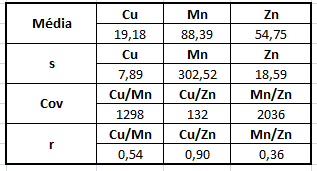 Média Cu Mn Zn
19,18 88,39 54,75
s Cu Mn Zn
7,89 302,52 18,59
Cov Cu/Mn Cu/Zn Mn/Zn
1298 132 2036
r Cu/Mn Cu/Zn Mn/Zn
0,54 0,90 0,36